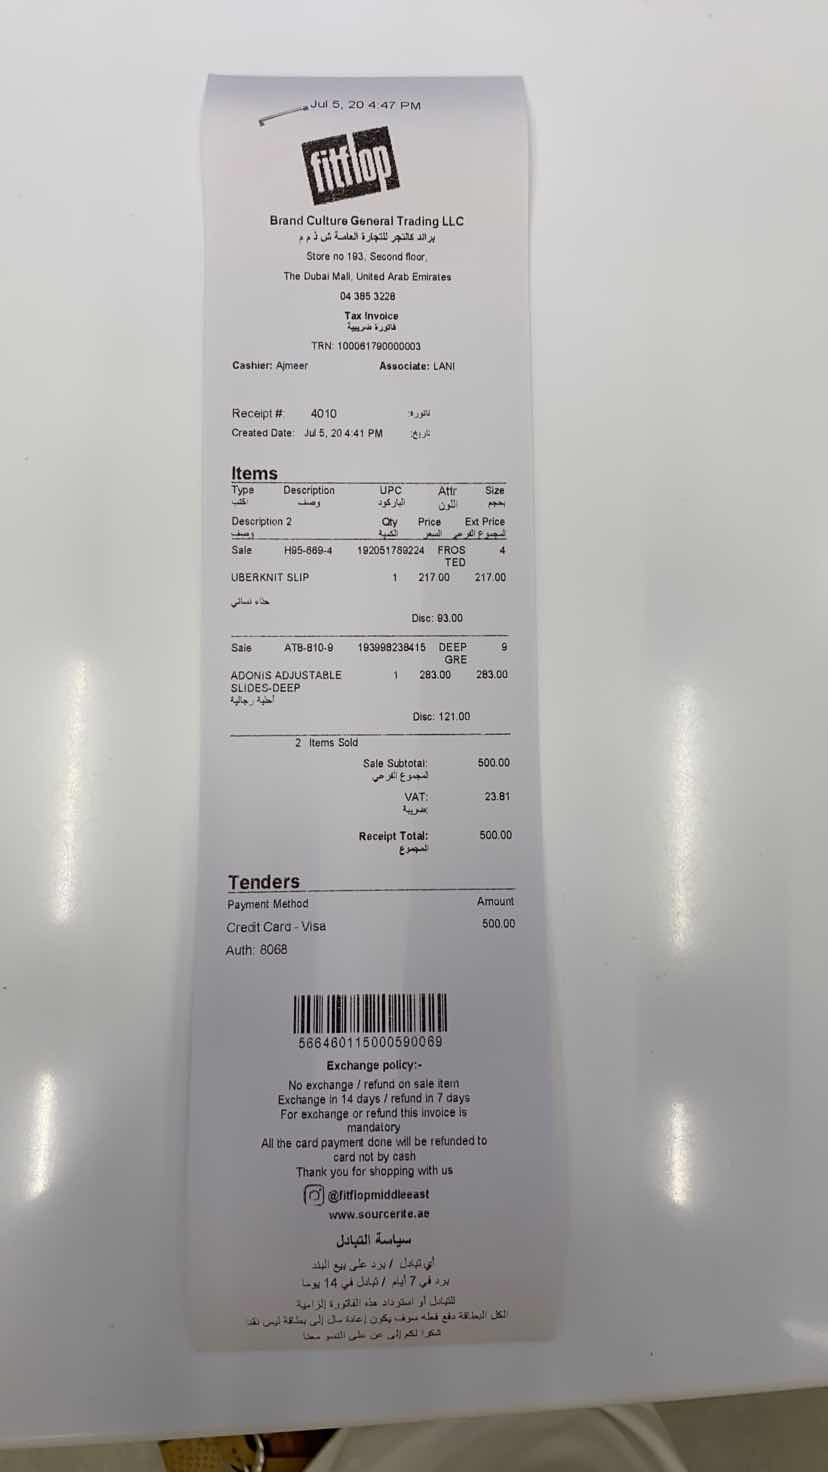 Jul 5, 20 4:47 PM
fitflop
Brand Culture General Trading LLC
براند كالتجر للتجارة العامة ش ذ م م
Store no 193, Second floor,
The Dubai Mall, United Arab Emirates
04 385 3228
Tax Invoice
فاتورة ضريبية
TRN: 100061790000003
Cashier: Ajmeer Associate: LANI
Receipt #: 4010 فاتورة:
Created Date: Jul 5, 20 4:41 PM تاريخ:
Items
Type Description UPC Attr Size
اكتب وصف الباركود اللون بحجم
Description 2 Qty Price Ext Price
وصف الكمية السعر المجموع الفرعي
Sale H95-669-4 192051789224 FROS 4
TED
UBERKNIT SLIP 1 217.00 217.00
حذاء نسائي
Disc: 93.00
Sale AT8-810-9 193998238415 DEEP 9
GRE
ADONIS ADJUSTABLE 1 283.00 283.00
SLIDES-DEEP
أحذية رجالية
Disc: 121.00
2 Items Sold
Sale Subtotal: 500.00
المجموع الفرعي
VAT: 23.81
ضريبة:
Receipt Total: 500.00
المجموع
Tenders
Payment Method Amount
Credit Card - Visa 500.00
Auth: 8068
566460115000590069
Exchange policy:-
No exchange / refund on sale item
Exchange in 14 days / refund in 7 days
For exchange or refund this invoice is
mandatory
All the card payment done will be refunded to
card not by cash
Thank you for shopping with us
@fitflopmiddleeast
www.sourcerite.ae
سياسة التبادل
أي تبادل / يرد على بيع البند
يرد في 7 أيام / تبادل في 14 يوما
للتبادل أو استرداد هذه الفاتورة إلزامية
الكل البطاقة دفع فعله سوف يكون إعادة مال إلى بطاقة ليس نقدا
شكرا لكم إلى عن على التسو معنا